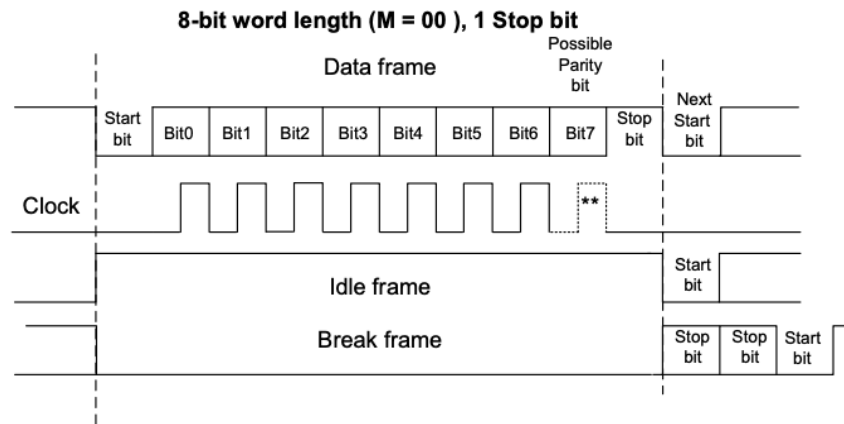 8-bit word length (M = 00 ), 1 Stop bit
Data frame
Possible
Parity
bit
Start
bit
Bit0
Bit1
Bit2
Bit3
Bit4
Bit5
Bit6
Bit7
Stop
bit
Next
Start
bit
Clock
**
Idle frame
Start
bit
Break frame
Stop
bit
Stop
bit
Start
bit